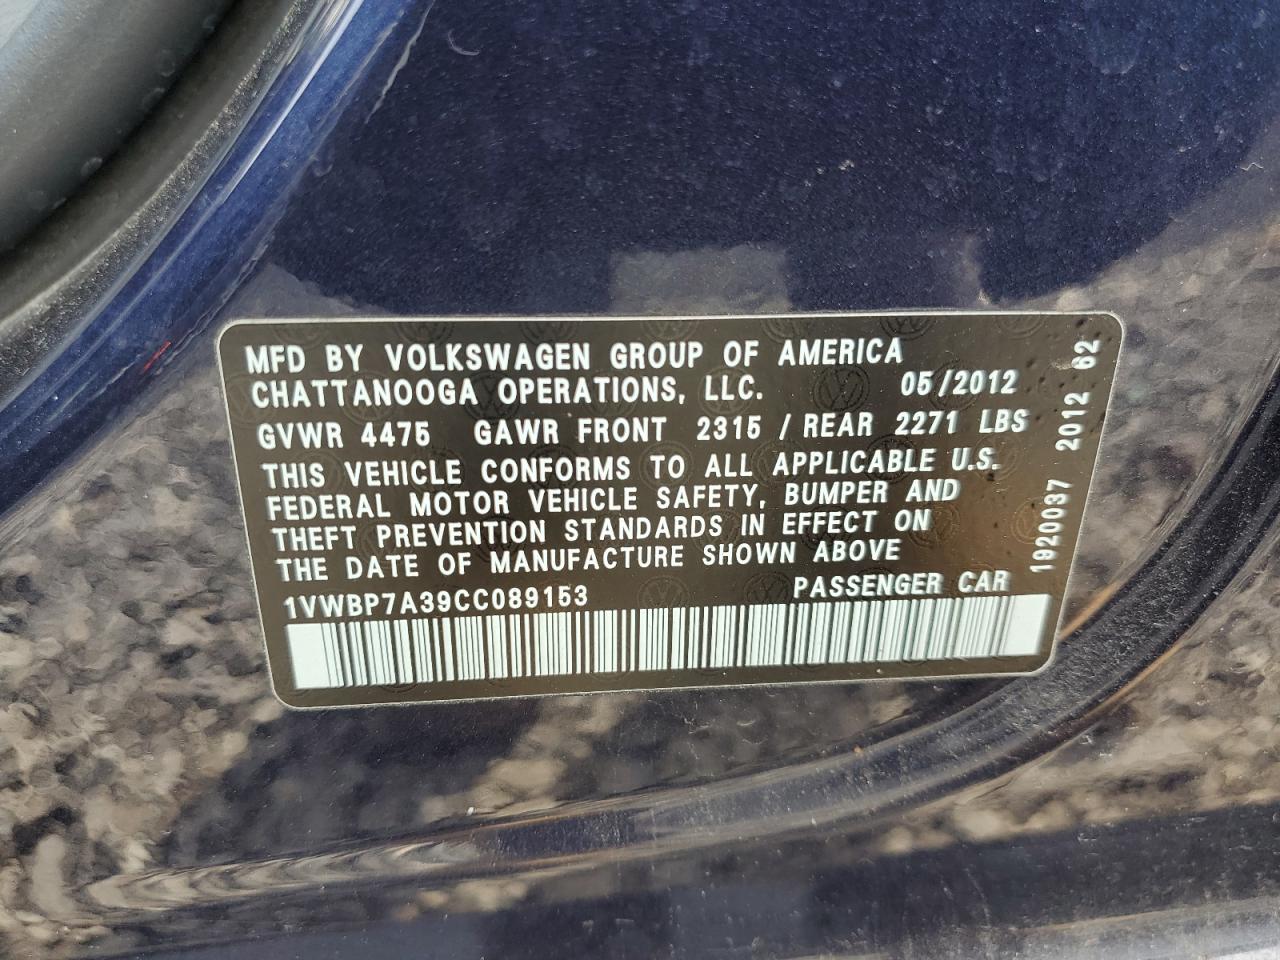 MFD BY VOLKSWAGEN GROUP OF AMERICA
CHATTANOOGA OPERATIONS, LLC. 05/2012
GVWR 4475 GAWR FRONT 2315 / REAR 2271 LBS
THIS VEHICLE CONFORMS TO ALL APPLICABLE U.S.
FEDERAL MOTOR VEHICLE SAFETY, BUMPER AND
THEFT PREVENTION STANDARDS IN EFFECT ON
THE DATE OF MANUFACTURE SHOWN ABOVE
1VWBP7A39CC089153 PASSENGER CAR
1920037 2012 62